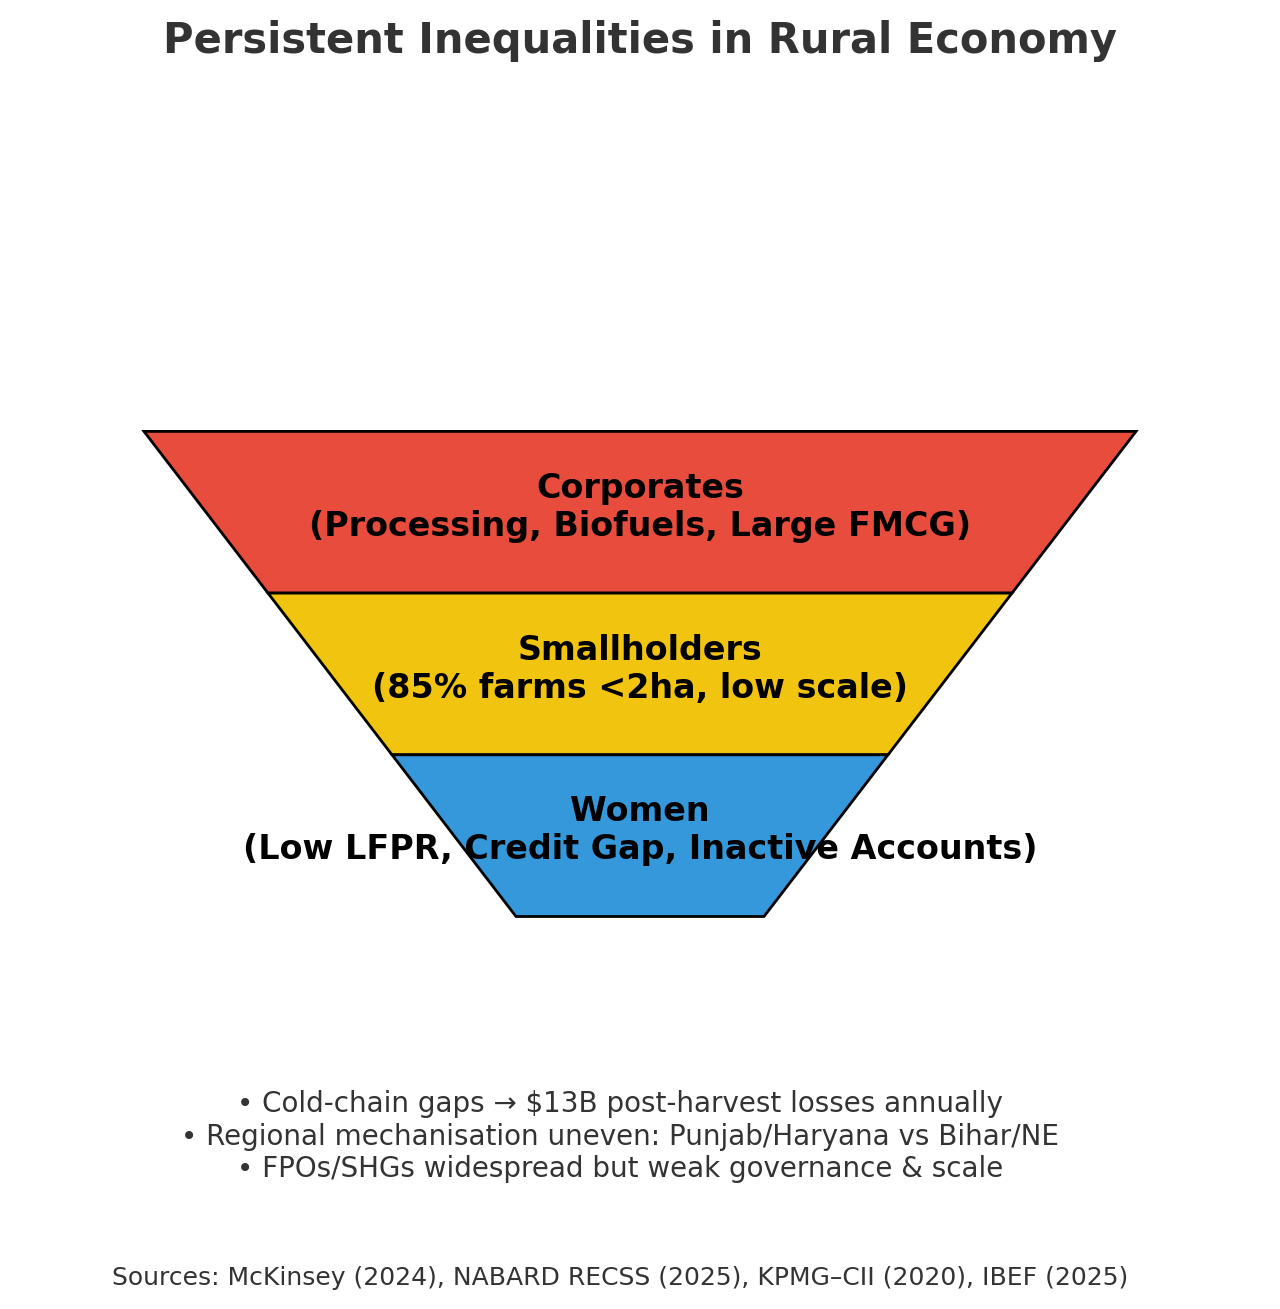 Persistent Inequalities in Rural Economy
Corporates
(Processing, Biofuels, Large FMCG)
Smallholders
(85% farms <2ha, low scale)
Women
(Low LFPR, Credit Gap, Inactive Accounts)
• Cold-chain gaps → $13B post-harvest losses annually
• Regional mechanisation uneven: Punjab/Haryana vs Bihar/NE
• FPOs/SHGs widespread but weak governance & scale
Sources: McKinsey (2024), NABARD RECSS (2025), KPMG–CII (2020), IBEF (2025)